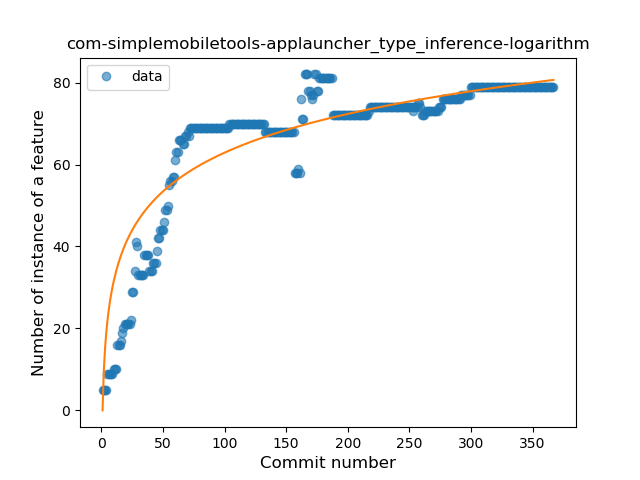 com-simplemobiletools-applauncher_type_inference-logarithm
data
Number of instance of a feature
80
60
40
20
0
0 50 100 150 200 250 300 350
Commit number